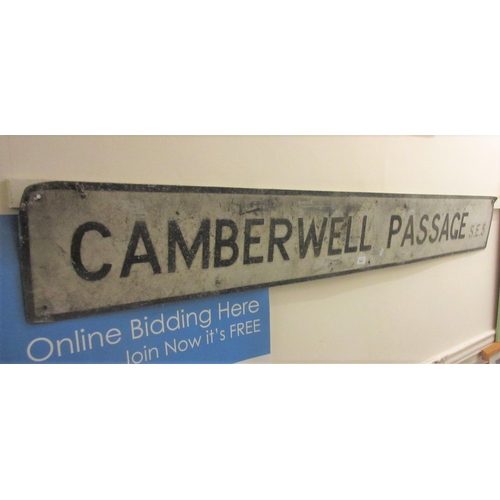 CAMBERWELL PASSAGE S.E.5
Online Bidding Here
Join Now it's FREE